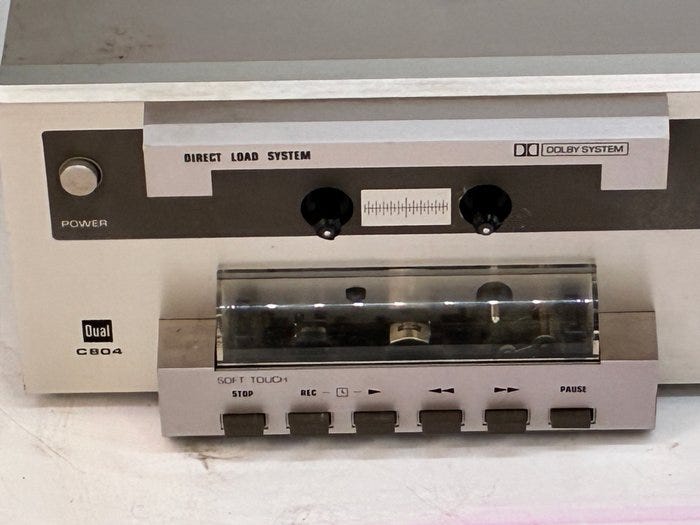 DIRECT LOAD SYSTEM
DOLBY SYSTEM
POWER
Dual
C804
SOFT TOUCH
STOP
REC
PAUSE